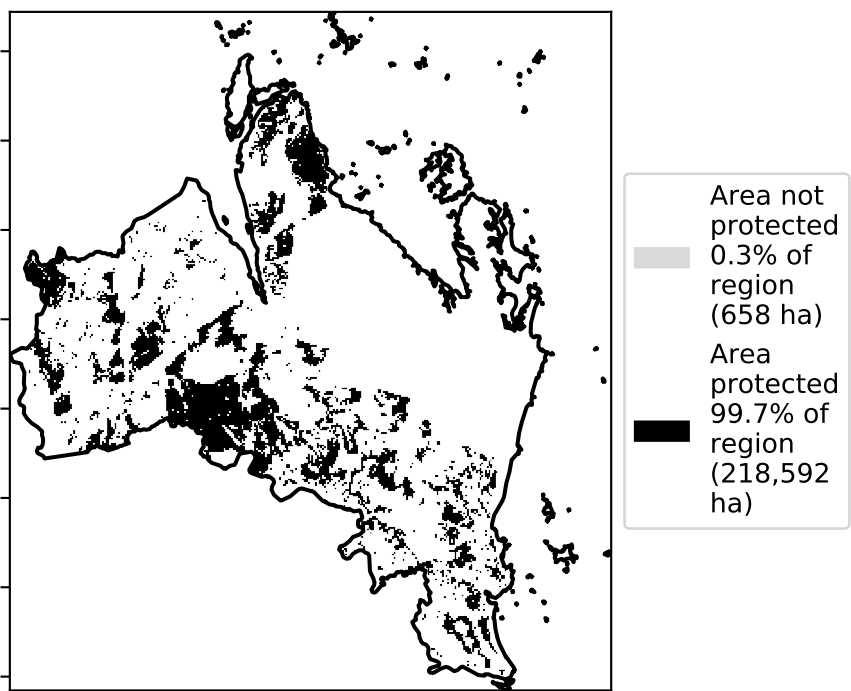 Area not
protected
0.3% of
region
(658 ha)
Area
protected
99.7% of
region
(218,592
ha)